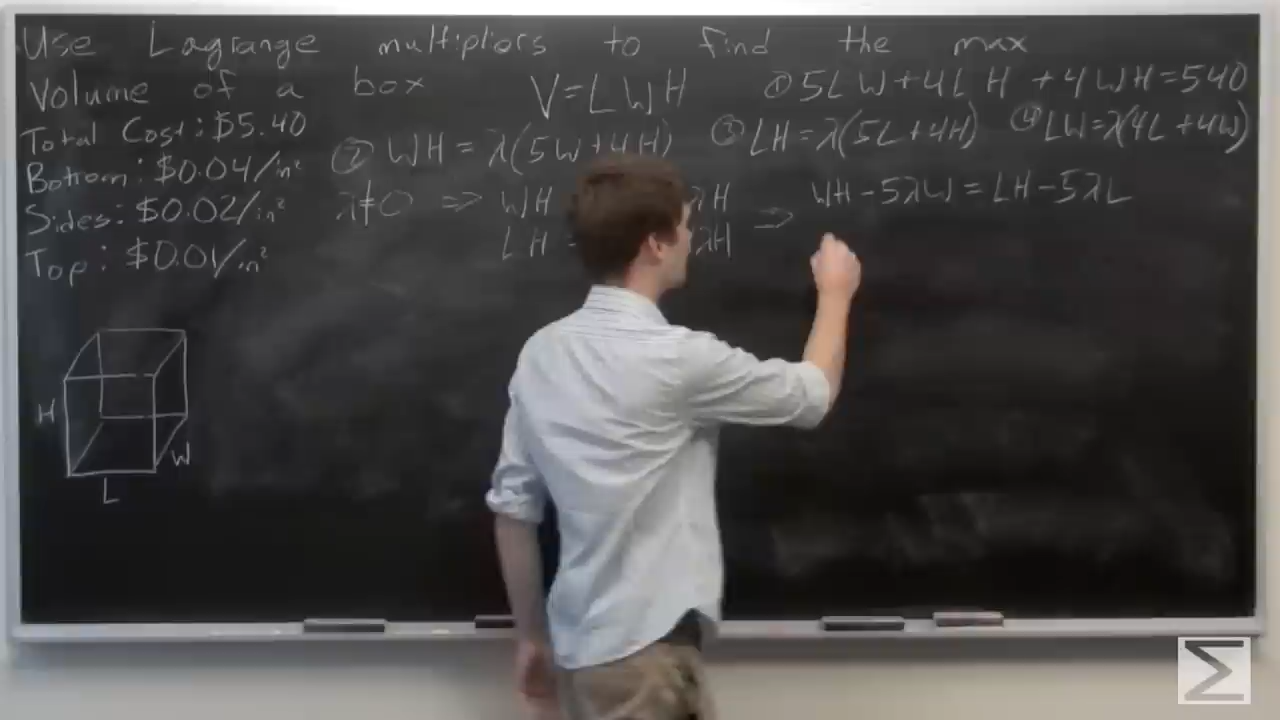 Use Lagrange multipliers to find the max
Volume of a box V=LWH ① 5LW+4LH+4WH=540
Total Cost: $5.40
② WH=λ(5W+4H) ③ LH=λ(5L+4H) ④ LW=λ(4L+4W)
Bottom: $0.04/in²
Sides: $0.02/in²
Top: $0.01/in²
λ≠0 ⇒ WH λH ⇒ WH-5λW=LH-5λL
LH = λH
H
W
L
Σ